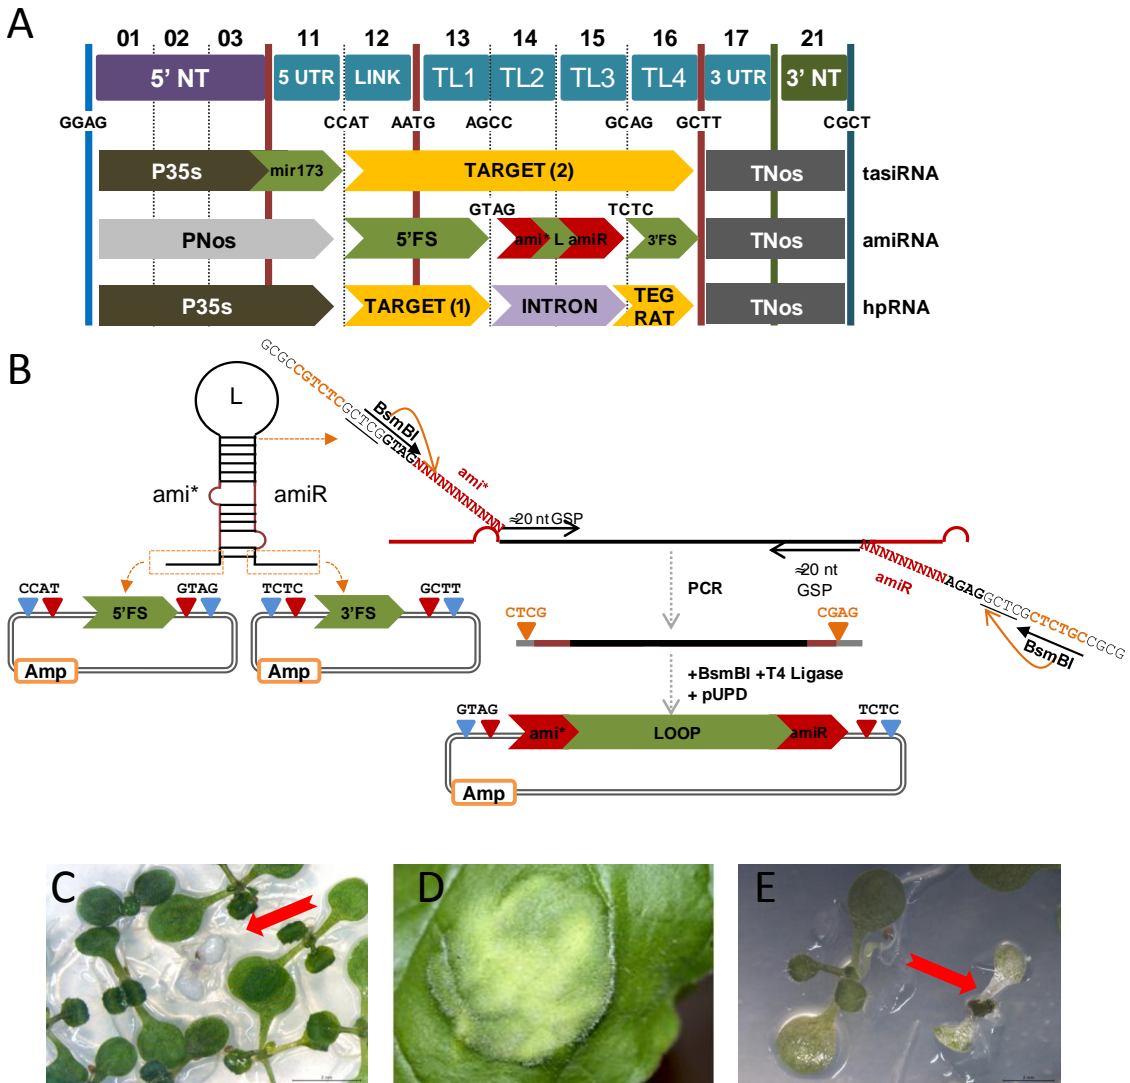 A
01 02 03 11 12 13 14 15 16 17 21
5’ NT 5 UTR LINK TL1 TL2 TL3 TL4 3 UTR 3’ NT
GGAG CCAT AATG AGCC GCAG GCTT CGCT
P35s mir173 TARGET (2) TNos tasiRNA
GTAG TCTC
PNos 5’FS ami* L amiR 3’FS TNos amiRNA
P35s TARGET (1) INTRON TEG TNos hpRNA
RAT
B
GCGCCGTCTCGCTCGGTAGNNNNNNNNNNN
BsmBI
ami*
L
ami* amiR
≈20 nt GSP
≈20 nt
GSP
NNNNNNNNNAGAGGCTCGCTCTGCCGCG
amiR
BsmBI
PCR
CCAT GTAG TCTC GCTT
5’FS 3’FS
Amp Amp
CTCG CGAG
+BsmBI +T4 Ligase
+ pUPD
GTAG TCTC
ami* LOOP amiR
Amp
C D E